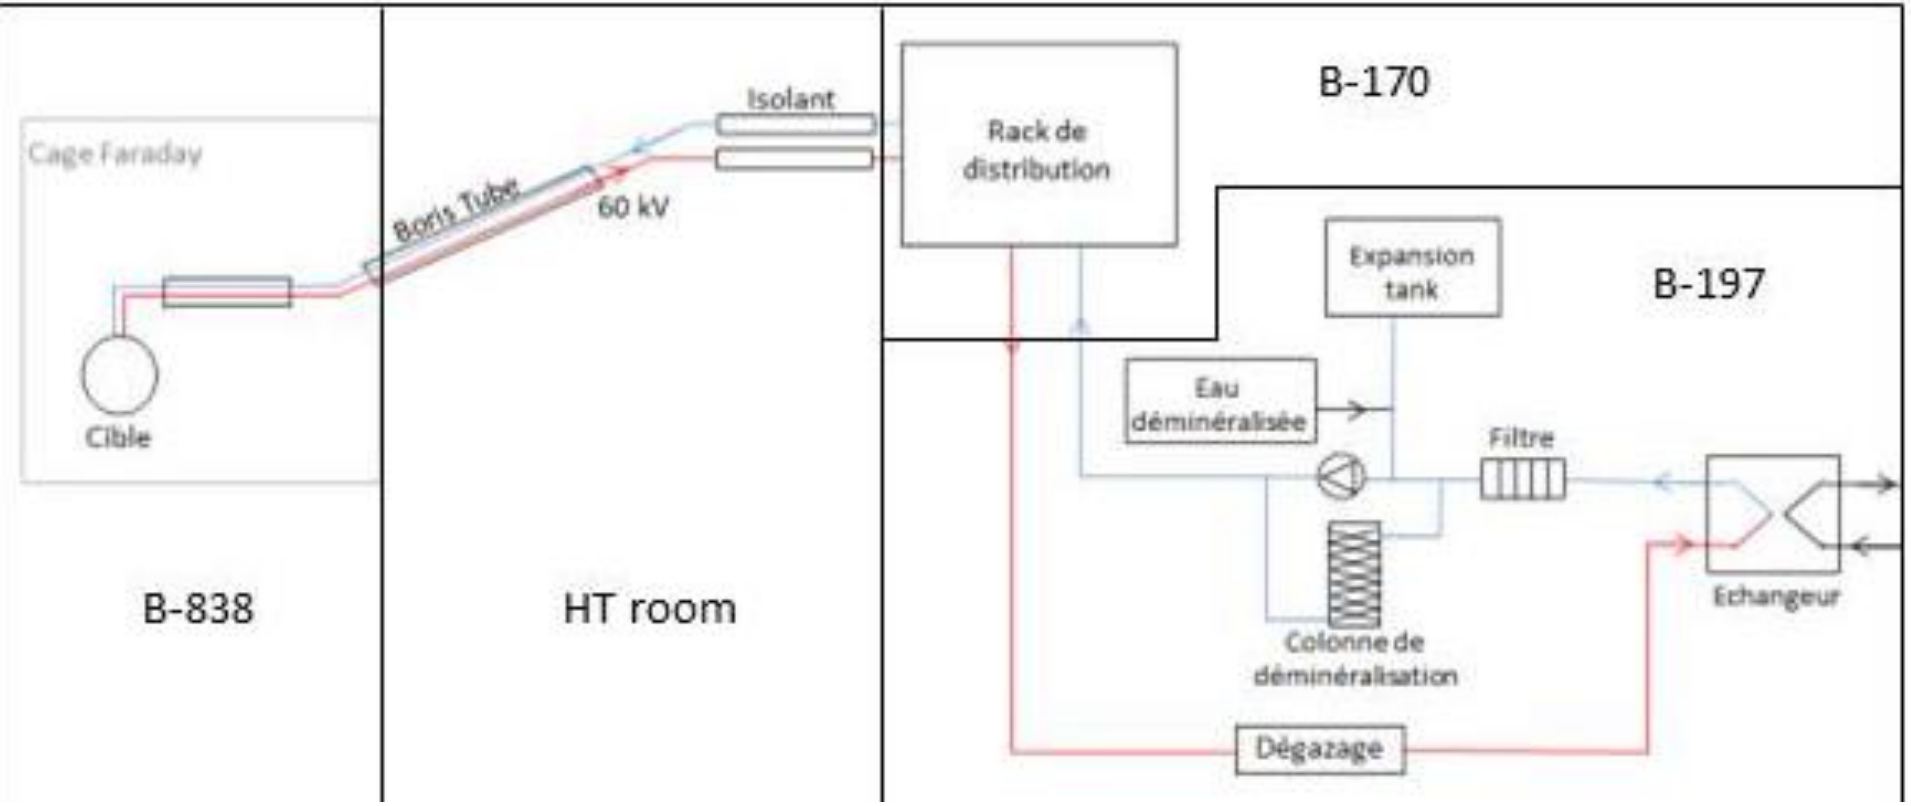 B-170
Isolant
Rack de
distribution
Cage Faraday
Boris Tube
60 kV
Expansion
tank
B-197
Eau
déminéralisée
Cible
Filtre
Echangeur
B-838
HT room
Colonne de
déminéralisation
Dégazage